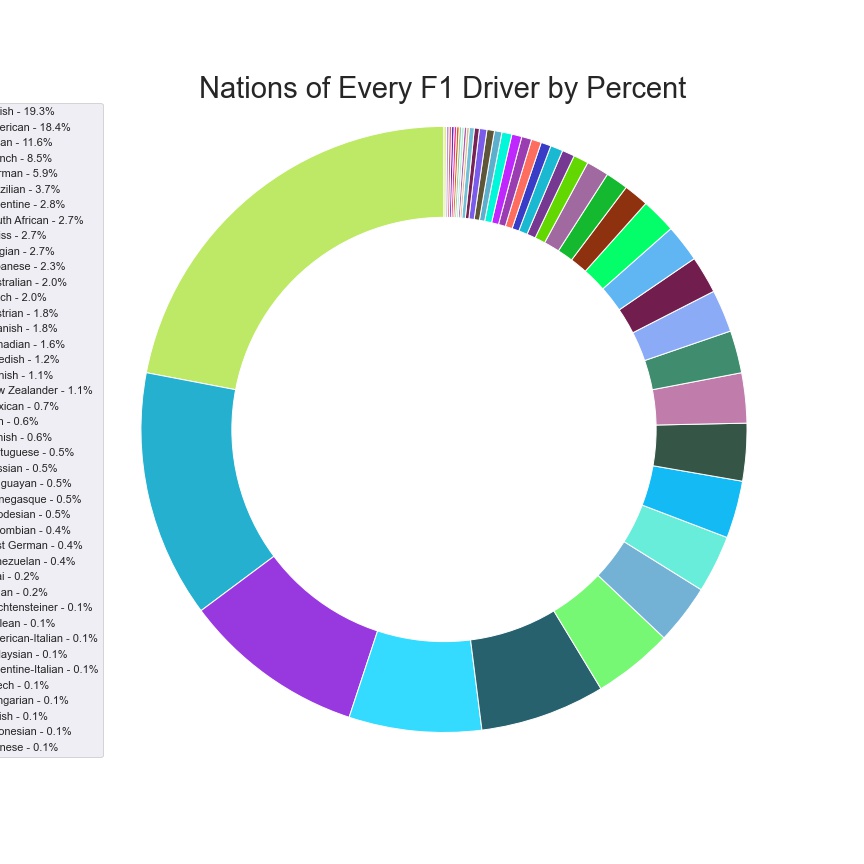 Nations of Every F1 Driver by Percent
ish - 19.3%
erican - 18.4%
an - 11.6%
nch - 8.5%
rman - 5.9%
zilian - 3.7%
entine - 2.8%
uth African - 2.7%
iss - 2.7%
gian - 2.7%
anese - 2.3%
stralian - 2.0%
ch - 2.0%
strian - 1.8%
anish - 1.8%
nadian - 1.6%
edish - 1.2%
nish - 1.1%
w Zealander - 1.1%
xican - 0.7%
n - 0.6%
nish - 0.6%
tuguese - 0.5%
ssian - 0.5%
guayan - 0.5%
negasque - 0.5%
odesian - 0.5%
ombian - 0.4%
st German - 0.4%
nezuelan - 0.4%
ai - 0.2%
ian - 0.2%
chtensteiner - 0.1%
lean - 0.1%
erican-Italian - 0.1%
laysian - 0.1%
entine-Italian - 0.1%
ech - 0.1%
ngarian - 0.1%
ish - 0.1%
onesian - 0.1%
nese - 0.1%